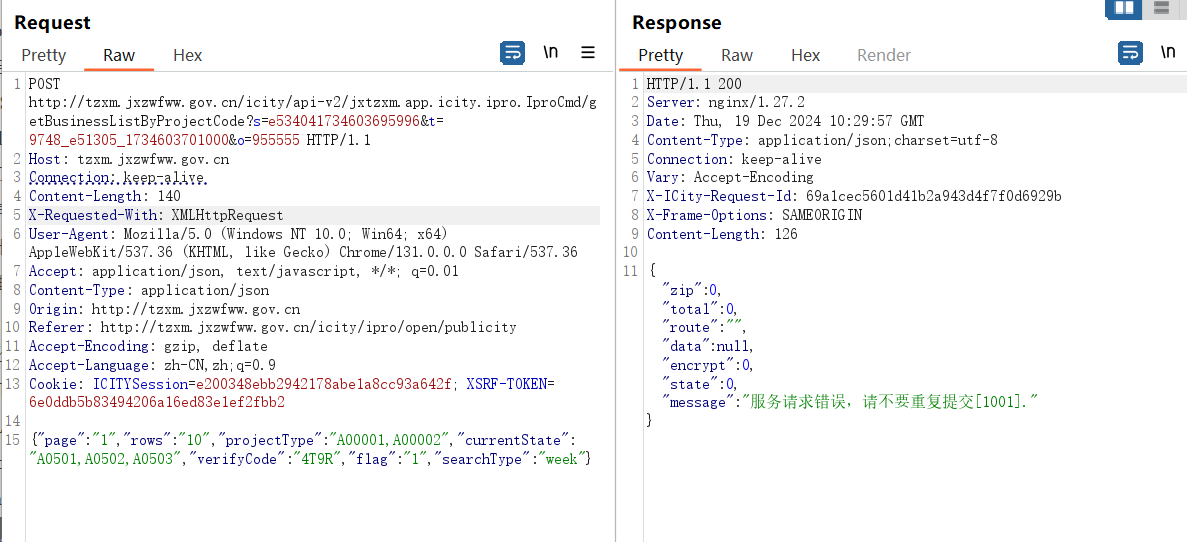 Request
Pretty Raw Hex \n
1 POST
http://tzxm.jxzwfww.gov.cn/icity/api-v2/jxtzxm.app.icity.ipro.IproCmd/g
etBusinessListByProjectCode?s=e534041734603695996&t=
9748_e51305_1734603701000&o=955555 HTTP/1.1
2 Host: tzxm.jxzwfww.gov.cn
3 Connection: keep-alive
4 Content-Length: 140
5 X-Requested-With: XMLHttpRequest
6 User-Agent: Mozilla/5.0 (Windows NT 10.0; Win64; x64)
AppleWebKit/537.36 (KHTML, like Gecko) Chrome/131.0.0.0 Safari/537.36
7 Accept: application/json, text/javascript, */*; q=0.01
8 Content-Type: application/json
9 Origin: http://tzxm.jxzwfww.gov.cn
10 Referer: http://tzxm.jxzwfww.gov.cn/icity/ipro/open/publicity
11 Accept-Encoding: gzip, deflate
12 Accept-Language: zh-CN,zh;q=0.9
13 Cookie: ICITYSession=e200348ebb2942178abe1a8cc93a642f; XSRF-TOKEN=
6e0ddb5b83494206a16ed83e1ef2fbb2
14
15 {"page":"1","rows":"10","projectType":"A00001,A00002","currentState":
"A0501,A0502,A0503","verifyCode":"4T9R","flag":"1","searchType":"week"}
Response
Pretty Raw Hex Render \n
1 HTTP/1.1 200
2 Server: nginx/1.27.2
3 Date: Thu, 19 Dec 2024 10:29:57 GMT
4 Content-Type: application/json;charset=utf-8
5 Connection: keep-alive
6 Vary: Accept-Encoding
7 X-ICity-Request-Id: 69a1cec5601d41b2a943d4f7f0d6929b
8 X-Frame-Options: SAMEORIGIN
9 Content-Length: 126
10
11 {
"zip":0,
"total":0,
"route":"",
"data":null,
"encrypt":0,
"state":0,
"message":"服务请求错误，请不要重复提交[1001]."
}